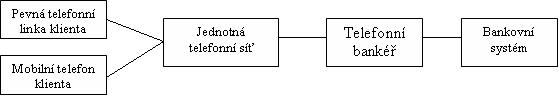 Pevná telefonní
linka klienta
Mobilní telefon
klienta
Jednotná
telefonní síť
Telefonní
bankéř
Bankovní
systém